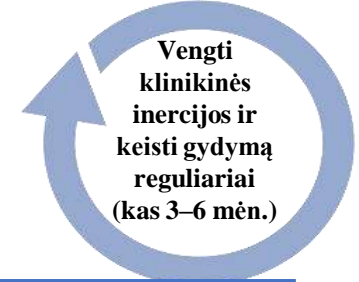 Vengti
klinikinės
inercijos ir
keisti gydymą
reguliariai
(kas 3–6 mėn.)